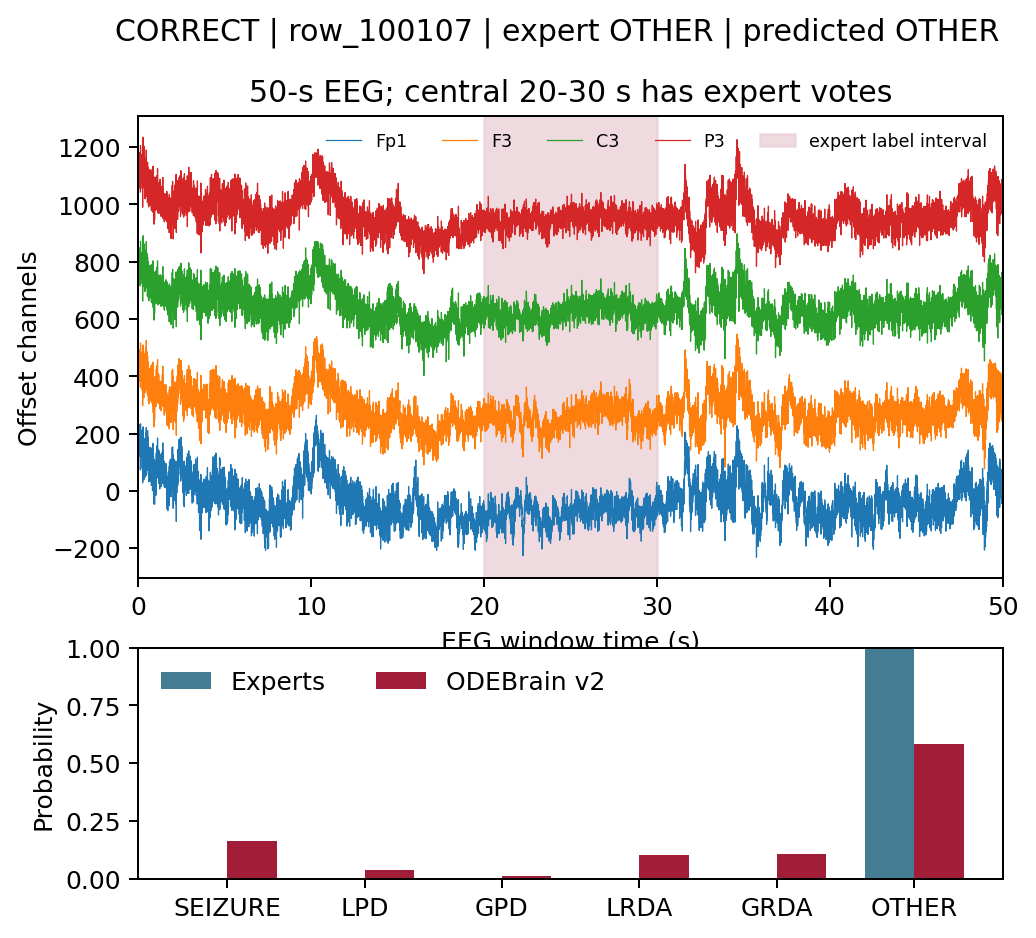 CORRECT | row_100107 | expert OTHER | predicted OTHER
50-s EEG; central 20-30 s has expert votes
Fp1 F3 C3 P3 expert label interval
Offset channels
1200
1000
800
600
400
200
0
−200
0 10 20 30 40 50
EEG window time (s)
Probability
1.00
0.75
0.50
0.25
0.00
Experts ODEBrain v2
SEIZURE LPD GPD LRDA GRDA OTHER